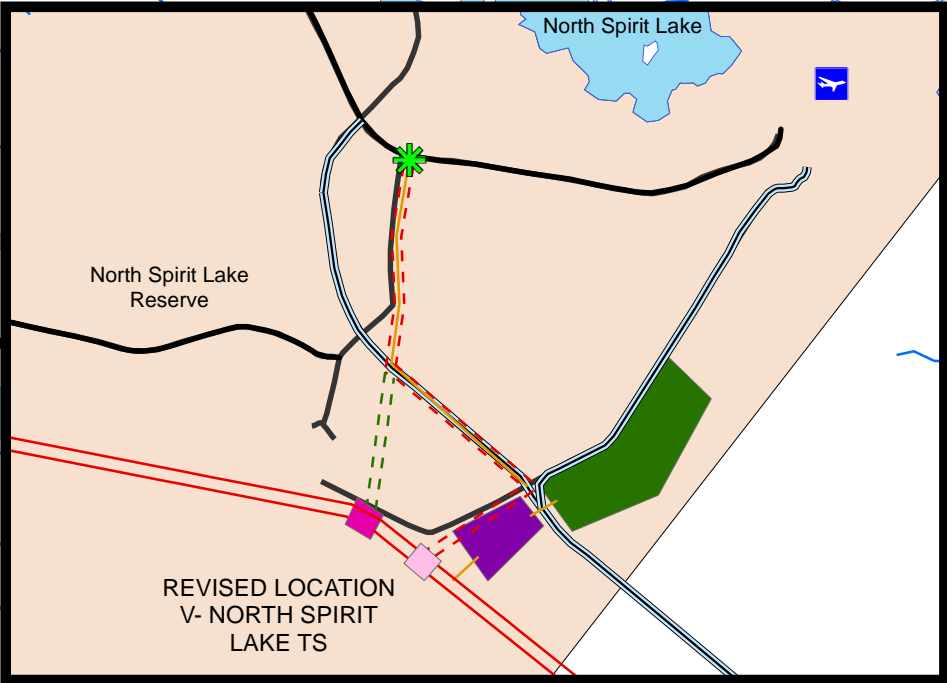 North Spirit Lake
North Spirit Lake
Reserve
REVISED LOCATION
V- NORTH SPIRIT
LAKE TS